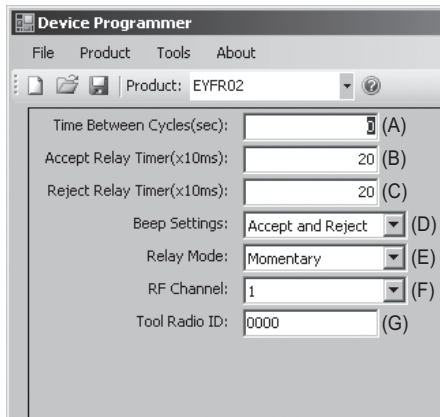 Device Programmer
File Product Tools About
Product: EYFR02
Time Between Cycles(sec): 0 (A)
Accept Relay Timer(x10ms): 20 (B)
Reject Relay Timer(x10ms): 20 (C)
Beep Settings: Accept and Reject (D)
Relay Mode: Momentary (E)
RF Channel: 1 (F)
Tool Radio ID: 0000 (G)